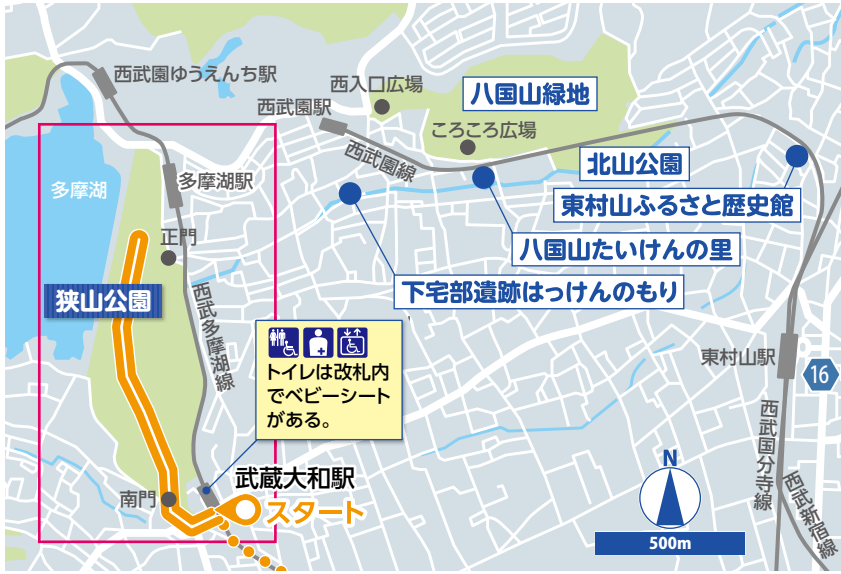 西武園ゆうえんち駅
西入口広場
八国山緑地
西武園駅
ころころ広場
西武園線
北山公園
多摩湖
多摩湖駅
東村山ふるさと歴史館
正門
八国山たいけんの里
狭山公園
下宅部遺跡はっけんのもり
西武多摩湖線
トイレは改札内
でベビーシート
がある。
東村山駅
16
西武国分寺線
武蔵大和駅
南門
スタート
N
500m
西武新宿線